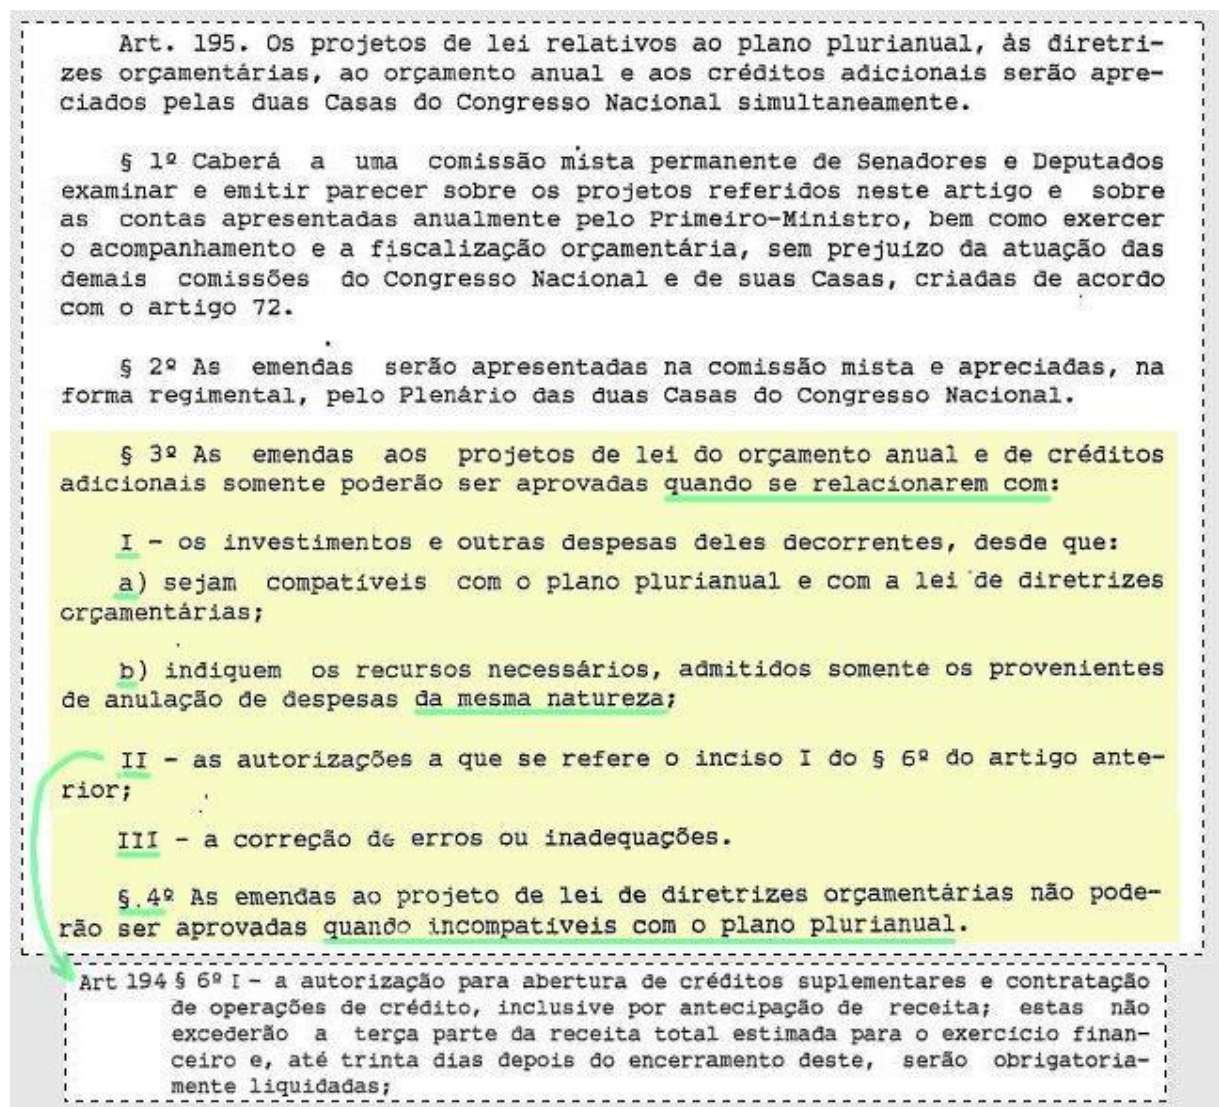 Art. 195. Os projetos de lei relativos ao plano plurianual, às diretri-
zes orçamentárias, ao orçamento anual e aos créditos adicionais serão apre-
ciados pelas duas Casas do Congresso Nacional simultaneamente.
§ 1º Caberá a uma comissão mista permanente de Senadores e Deputados
examinar e emitir parecer sobre os projetos referidos neste artigo e sobre
as contas apresentadas anualmente pelo Primeiro-Ministro, bem como exercer
o acompanhamento e a fiscalização orçamentária, sem prejuízo da atuação das
demais comissões do Congresso Nacional e de suas Casas, criadas de acordo
com o artigo 72.
§ 2º As emendas serão apresentadas na comissão mista e apreciadas, na
forma regimental, pelo Plenário das duas Casas do Congresso Nacional.
§ 3º As emendas aos projetos de lei do orçamento anual e de créditos
adicionais somente poderão ser aprovadas quando se relacionarem com:
I - os investimentos e outras despesas deles decorrentes, desde que:
a) sejam compatíveis com o plano plurianual e com a lei de diretrizes
orçamentárias;
b) indiquem os recursos necessários, admitidos somente os provenientes
de anulação de despesas da mesma natureza;
II - as autorizações a que se refere o inciso I do § 6º do artigo ante-
rior;
III - a correção de erros ou inadequações.
§.4º As emendas ao projeto de lei de diretrizes orçamentárias não pode-
rão ser aprovadas quando incompatíveis com o plano plurianual.
Art 194 § 6º I - a autorização para abertura de créditos suplementares e contratação
de operações de crédito, inclusive por antecipação de receita; estas não
excederão a terça parte da receita total estimada para o exercício finan-
ceiro e, até trinta dias depois do encerramento deste, serão obrigatoria-
mente liquidadas;